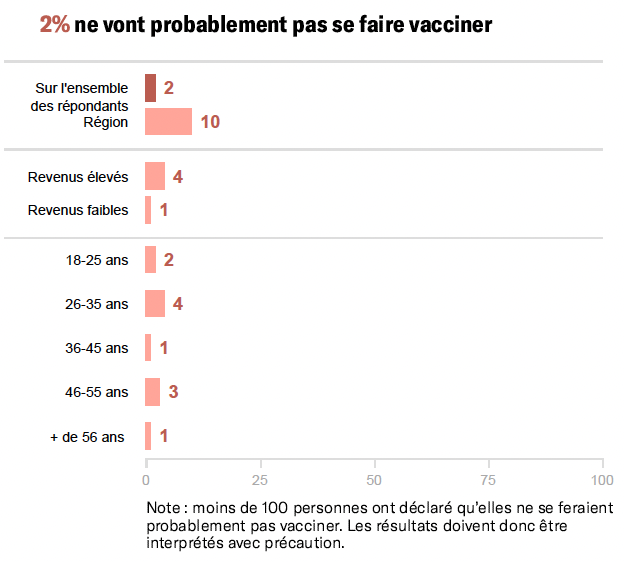 2% ne vont probablement pas se faire vacciner
Sur l'ensemble
des répondants 2
Région 10
Revenus élevés 4
Revenus faibles 1
18-25 ans 2
26-35 ans 4
36-45 ans 1
46-55 ans 3
+ de 56 ans 1
0 25 50 75 100
Note : moins de 100 personnes ont déclaré qu'elles ne se feraient
probablement pas vacciner. Les résultats doivent donc être
interprétés avec précaution.